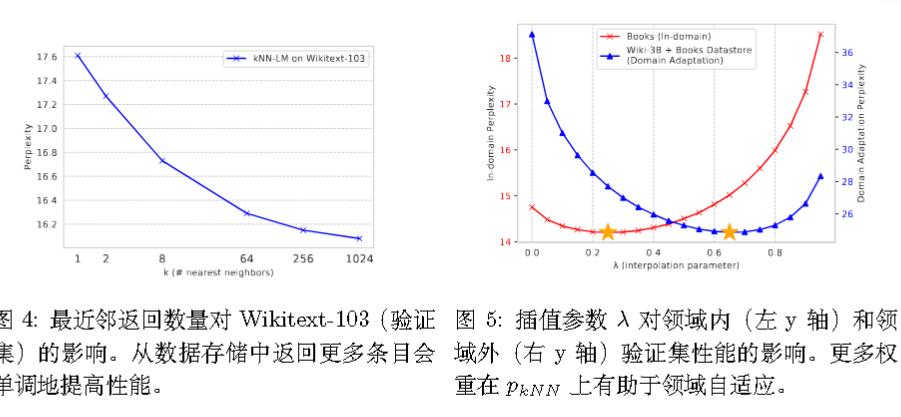 17.6
17.4
17.2
17.0
16.8
16.6
16.4
16.2
Perplexity
kNN-LM on Wikitext-103
1 2 8 64 256 1024
k (# nearest neighbors)
18
17
16
15
14
In-domain Perplexity
Books (In-domain)
Wiki-3B + Books Datastore
(Domain Adaptation)
36
34
32
30
28
26
Domain Adaptation Perplexity
0.0 0.2 0.4 0.6 0.8
λ (interpolation parameter)
图 4: 最近邻返回数量对 Wikitext-103（验证
集）的影响。从数据存储中返回更多条目会
单调地提高性能。
图 5: 插值参数 λ 对领域内（左 y 轴）和领
域外（右 y 轴）验证集性能的影响。更多权
重在 pkNN 上有助于领域自适应。